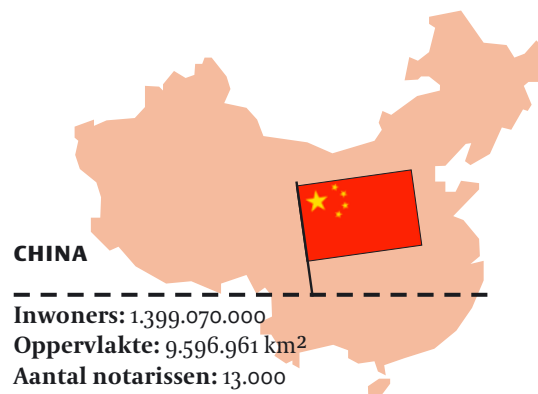 CHINA
Inwoners: 1.399.070.000
Oppervlakte: 9.596.961 km²
Aantal notarissen: 13.000